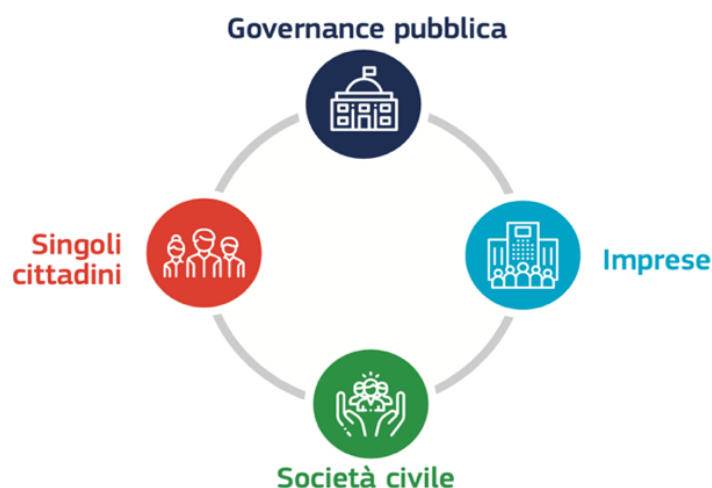 Governance pubblica
Singoli
cittadini
Imprese
Società civile